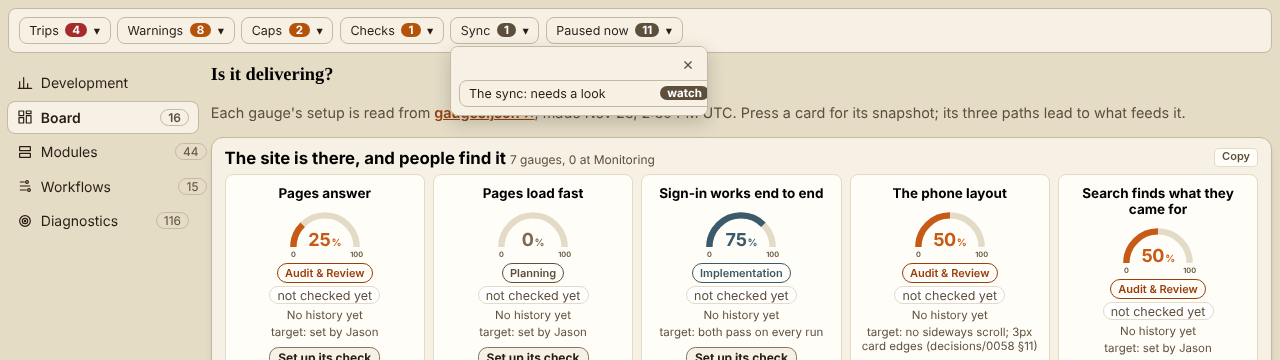 Trips 4 ▾ Warnings 8 ▾ Caps 2 ▾ Checks 1 ▾ Sync 1 ▾ Paused now 11 ▾
×
The sync: needs a look watch
Development
Board 16
Modules 44
Workflows 15
Diagnostics 116
Is it delivering?
Each gauge's setup is read from UTC. Press a card for its snapshot; its three paths lead to what feeds it.
The site is there, and people find it 7 gauges, 0 at Monitoring
Copy
Pages answer
25%
0 100
Audit & Review
not checked yet
No history yet
target: set by Jason
Set up its check
Pages load fast
0%
0 100
Planning
not checked yet
No history yet
target: set by Jason
Set up its check
Sign-in works end to end
75%
0 100
Implementation
not checked yet
No history yet
target: both pass on every run
Set up its check
The phone layout
50%
0 100
Audit & Review
not checked yet
No history yet
target: no sideways scroll; 3px
card edges (decisions/0058 §11)
Search finds what they
came for
50%
0 100
Audit & Review
not checked yet
No history yet
target: set by Jason